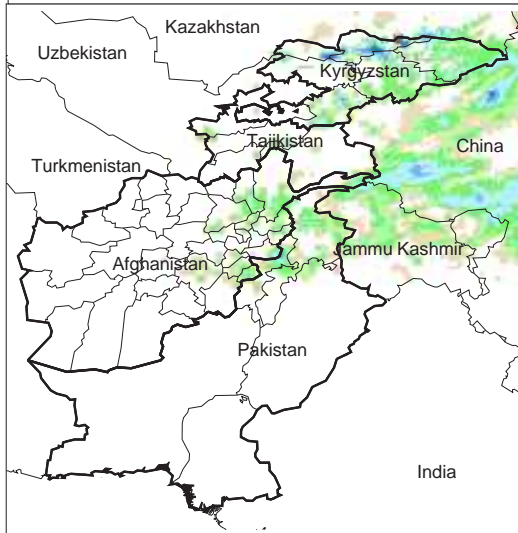 Kazakhstan
Uzbekistan
Kyrgyzstan
Tajikistan
China
Turkmenistan
Jammu Kashmir
Afghanistan
Pakistan
India